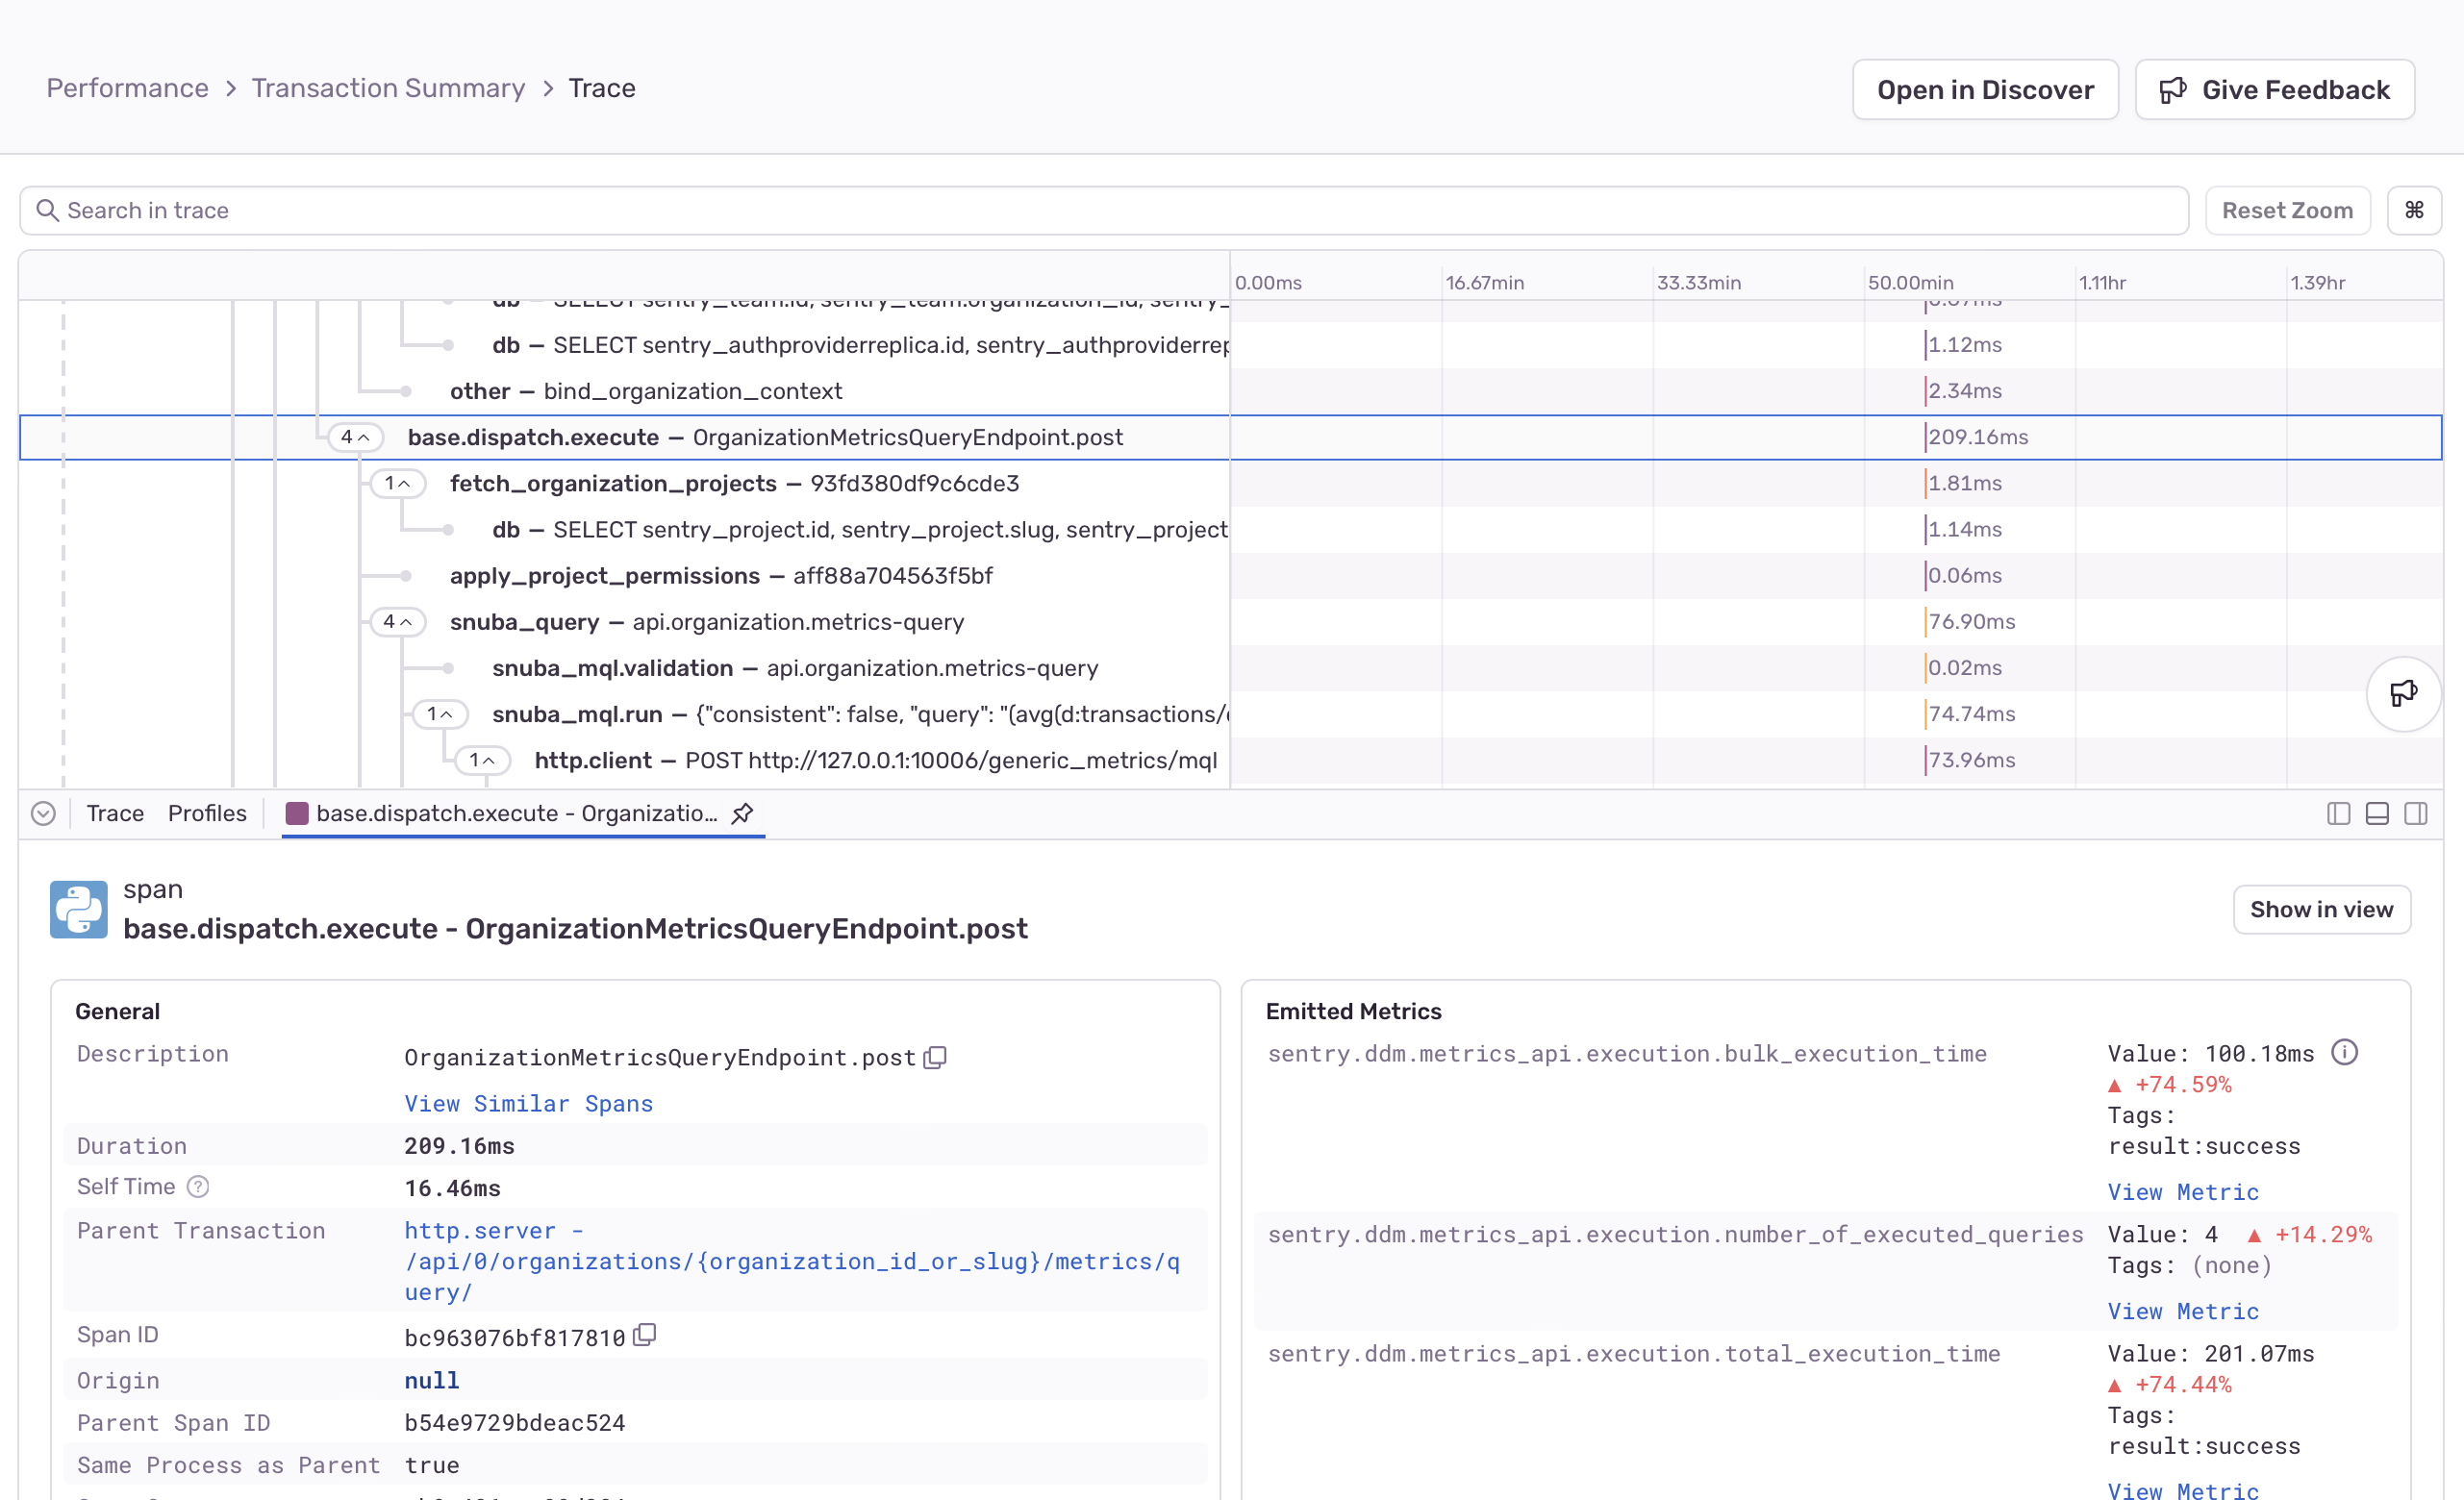 Performance > Transaction Summary > Trace
Open in Discover
Give Feedback
Search in trace
Reset Zoom
⌘
0.00ms 16.67min 33.33min 50.00min 1.11hr 1.39hr
db — SELECT sentry_team.id, sentry_team.organization_id, sentry_
db — SELECT sentry_authproviderreplica.id, sentry_authproviderrep 1.12ms
other — bind_organization_context 2.34ms
4 base.dispatch.execute — OrganizationMetricsQueryEndpoint.post 209.16ms
1 fetch_organization_projects — 93fd380df9c6cde3 1.81ms
db — SELECT sentry_project.id, sentry_project.slug, sentry_project 1.14ms
apply_project_permissions — aff88a704563f5bf 0.06ms
4 snuba_query — api.organization.metrics-query 76.90ms
snuba_mql.validation — api.organization.metrics-query 0.02ms
1 snuba_mql.run — {"consistent": false, "query": "(avg(d:transactions/ 74.74ms
1 http.client — POST http://127.0.0.1:10006/generic_metrics/mql 73.96ms
Trace Profiles base.dispatch.execute - Organizatio...
span
base.dispatch.execute - OrganizationMetricsQueryEndpoint.post
Show in view
General
Description OrganizationMetricsQueryEndpoint.post
View Similar Spans
Duration 209.16ms
Self Time ? 16.46ms
Parent Transaction http.server -
/api/0/organizations/{organization_id_or_slug}/metrics/q
uery/
Span ID bc963076bf817810
Origin null
Parent Span ID b54e9729bdeac524
Same Process as Parent true
Emitted Metrics
sentry.ddm.metrics_api.execution.bulk_execution_time Value: 100.18ms
▲ +74.59%
Tags:
result:success
View Metric
sentry.ddm.metrics_api.execution.number_of_executed_queries Value: 4 ▲ +14.29%
Tags: (none)
View Metric
sentry.ddm.metrics_api.execution.total_execution_time Value: 201.07ms
▲ +74.44%
Tags:
result:success
View Metric